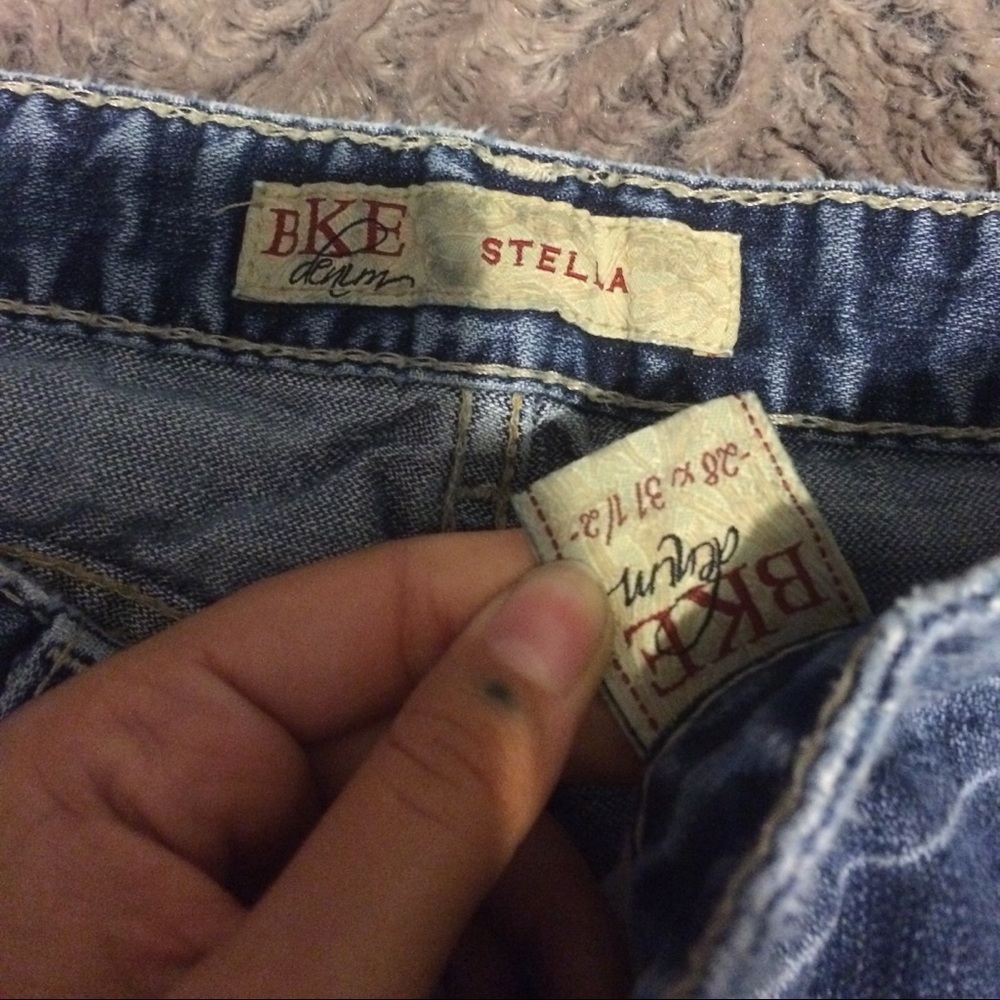 BKE STELLA
denim
BKE
denim
-28 x 31 1/2-